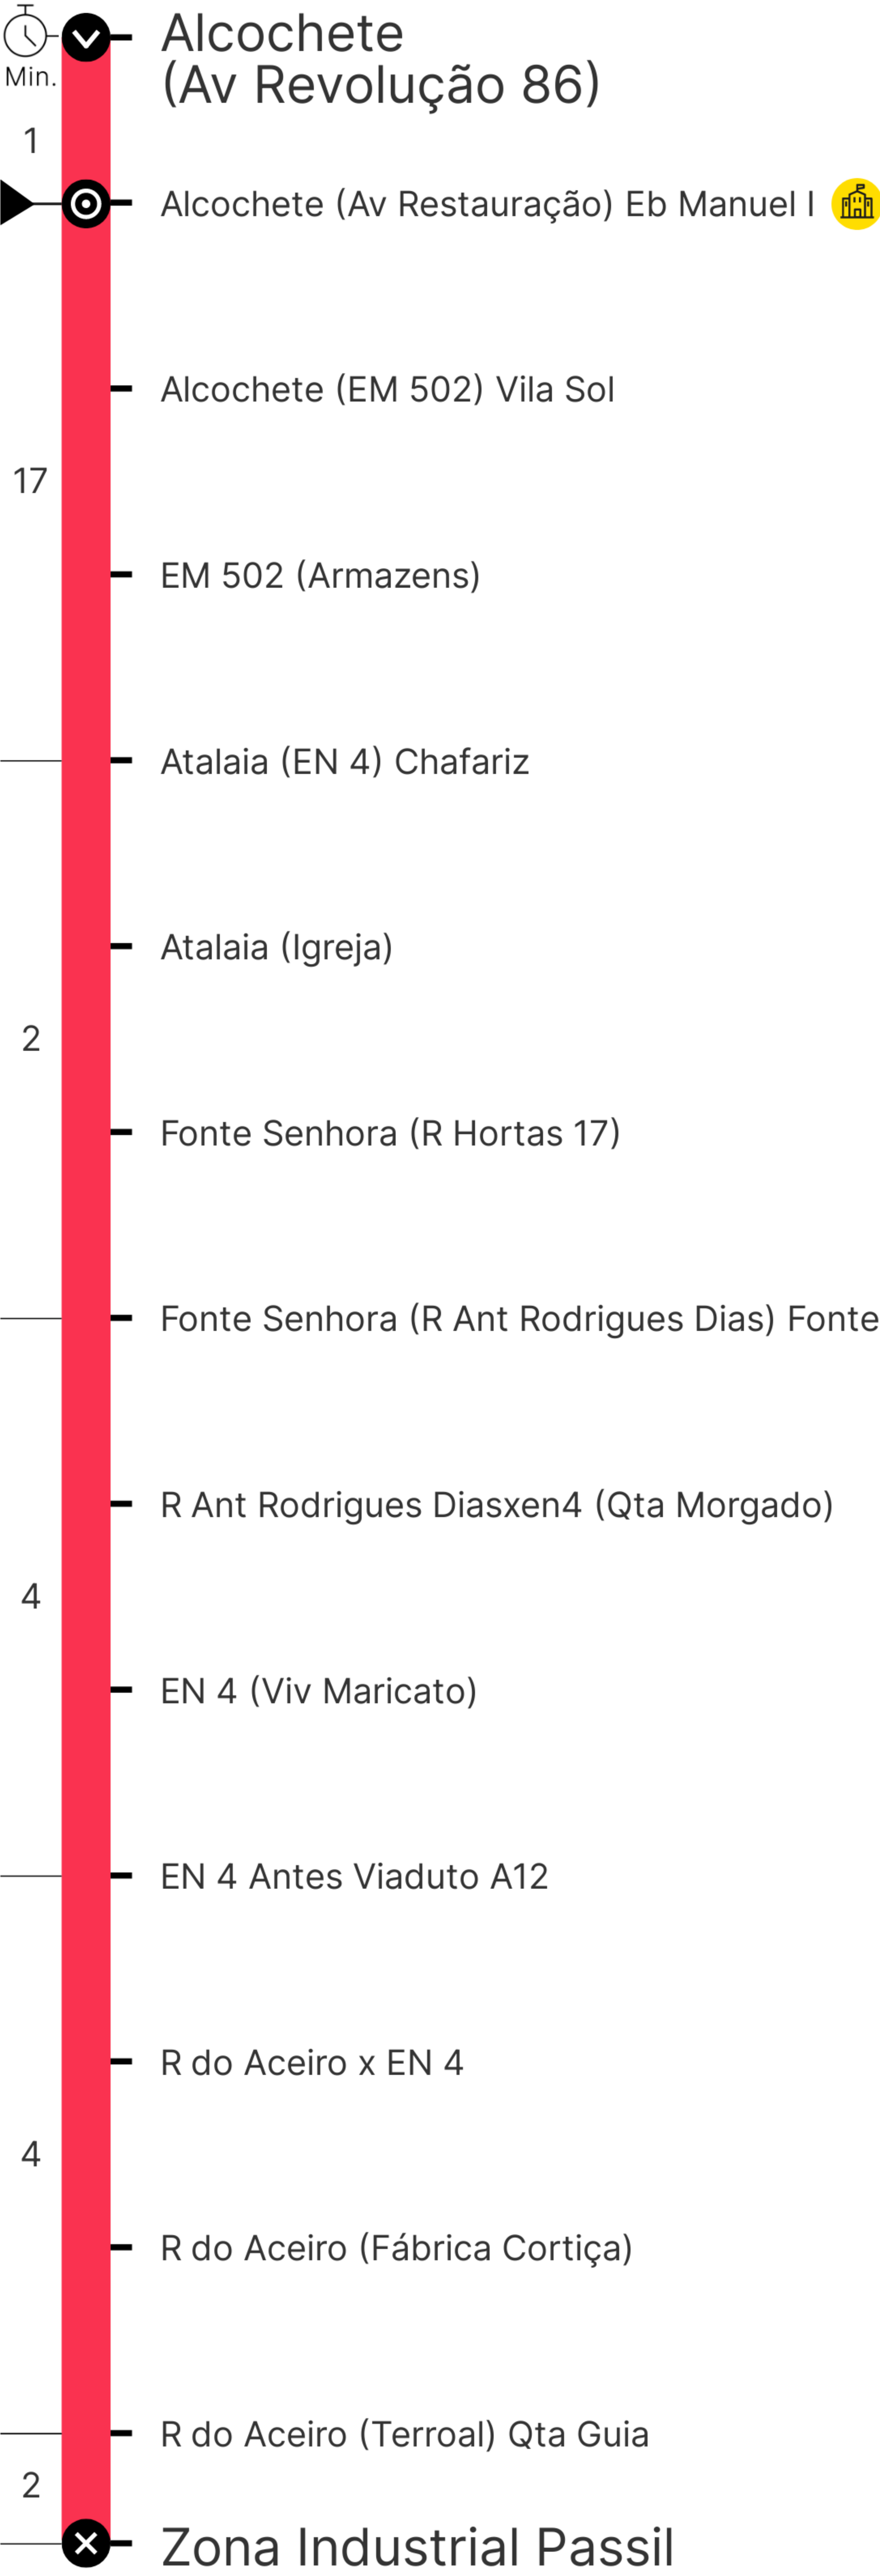 Alcochete
(Av Revolução 86)
Min.
1
Alcochete (Av Restauração) Eb Manuel I
Alcochete (EM 502) Vila Sol
17
EM 502 (Armazens)
Atalaia (EN 4) Chafariz
Atalaia (Igreja)
2
Fonte Senhora (R Hortas 17)
Fonte Senhora (R Ant Rodrigues Dias) Fonte
R Ant Rodrigues Diasxen4 (Qta Morgado)
4
EN 4 (Viv Maricato)
EN 4 Antes Viaduto A12
R do Aceiro x EN 4
4
R do Aceiro (Fábrica Cortiça)
R do Aceiro (Terroal) Qta Guia
2
Zona Industrial Passil